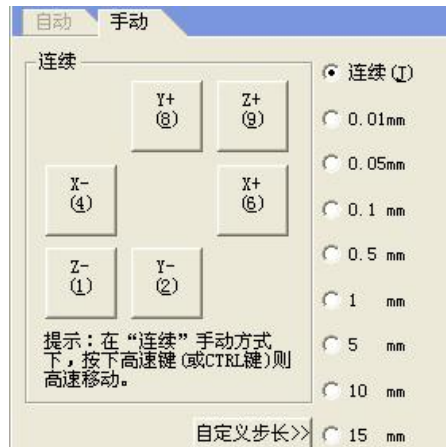 自动 手动
连续
Y+
(8)
Z+
(9)
X-
(4)
X+
(6)
Z-
(1)
Y-
(2)
提示：在“连续”手动方式
下，按下高速键(或CTRL键)则
高速移动。
自定义步长>>
连续(T)
0.01mm
0.05mm
0.1 mm
0.5 mm
1 mm
5 mm
10 mm
15 mm